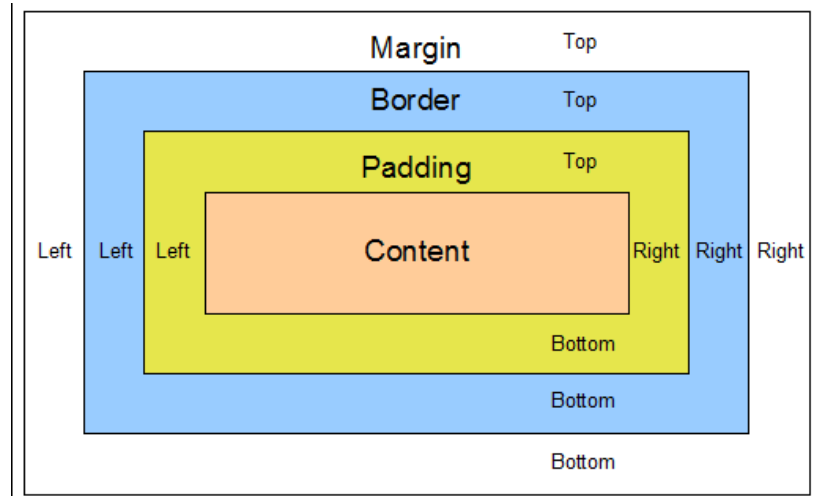 Margin Top
Border Top
Padding Top
Left Left Left Content Right Right Right
Bottom
Bottom
Bottom